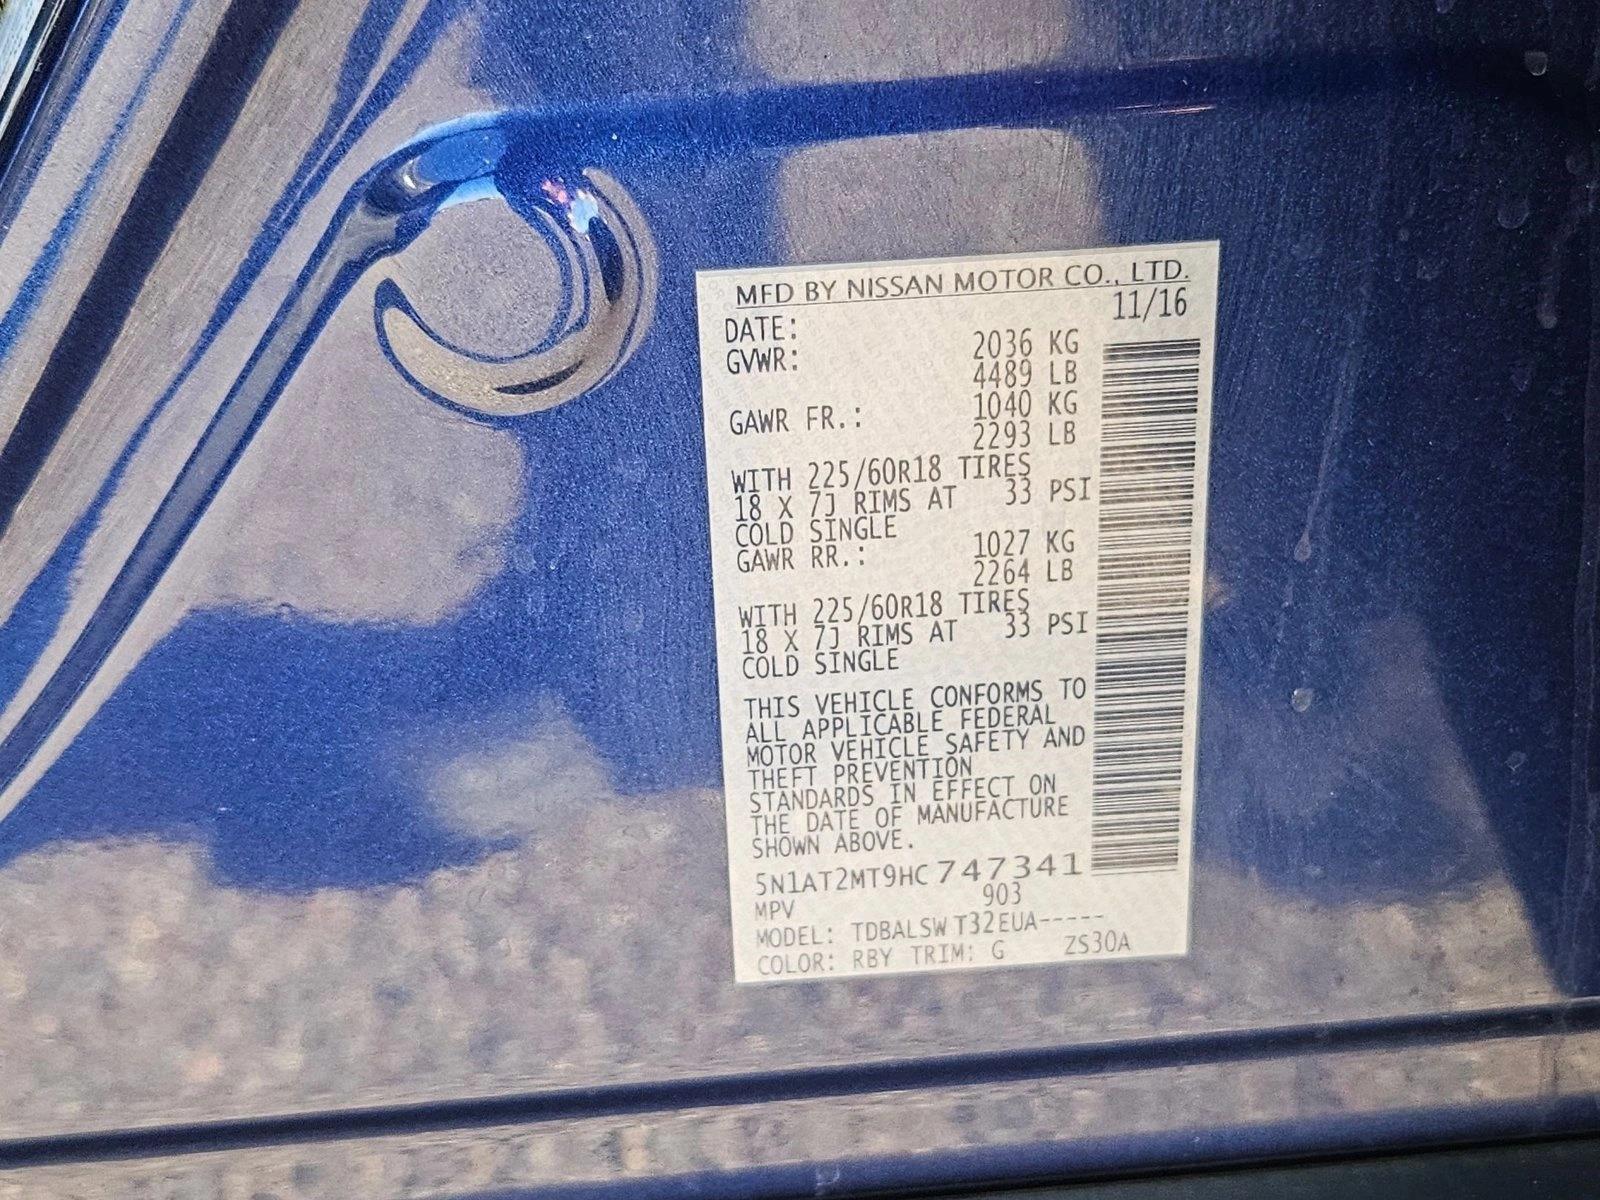 MFD BY NISSAN MOTOR CO., LTD.
DATE: 11/16
GVWR: 2036 KG
4489 LB
GAWR FR.: 1040 KG
2293 LB
WITH 225/60R18 TIRES
18 X 7J RIMS AT 33 PSI
COLD SINGLE
GAWR RR.: 1027 KG
2264 LB
WITH 225/60R18 TIRES
18 X 7J RIMS AT 33 PSI
COLD SINGLE
THIS VEHICLE CONFORMS TO
ALL APPLICABLE FEDERAL
MOTOR VEHICLE SAFETY AND
THEFT PREVENTION
STANDARDS IN EFFECT ON
THE DATE OF MANUFACTURE
SHOWN ABOVE.
5N1AT2MT9HC 747341
MPV 903
MODEL: TDBALSW T32EUA-----
COLOR: RBY TRIM: G ZS30A